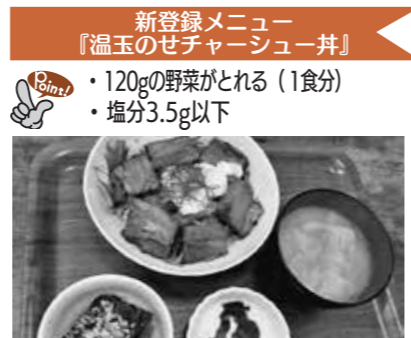 新登録メニュー
『温玉のせチャーシュー丼』
Point!
・120gの野菜がとれる（1食分）
・塩分3.5g以下